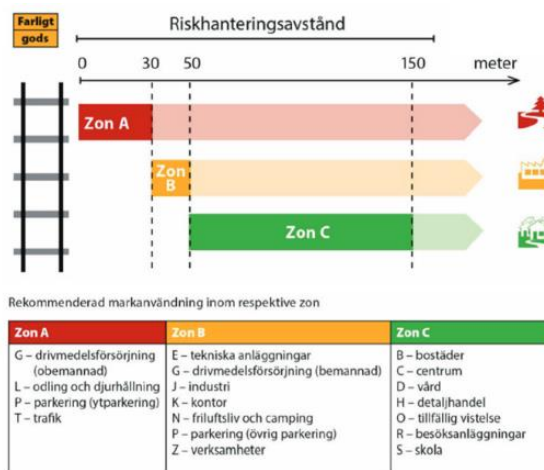 Farligt
gods
Riskhanteringsavstånd
0 30 50 150 meter
Zon A
Zon
B
Zon C
Rekommenderad markanvändning inom respektive zon
Zon A
G – drivmedelsförsörjning
(obemannad)
L – odling och djurhållning
P – parkering (ytparkering)
T – trafik
Zon B
E – tekniska anläggningar
G – drivmedelsförsörjning (bemannad)
J – industri
K – kontor
N – friluftsliv och camping
P – parkering (övrig parkering)
Z – verksamheter
Zon C
B – bostäder
C – centrum
D – vård
H – detaljhandel
O – tillfällig vistelse
R – besöksanläggningar
S – skola